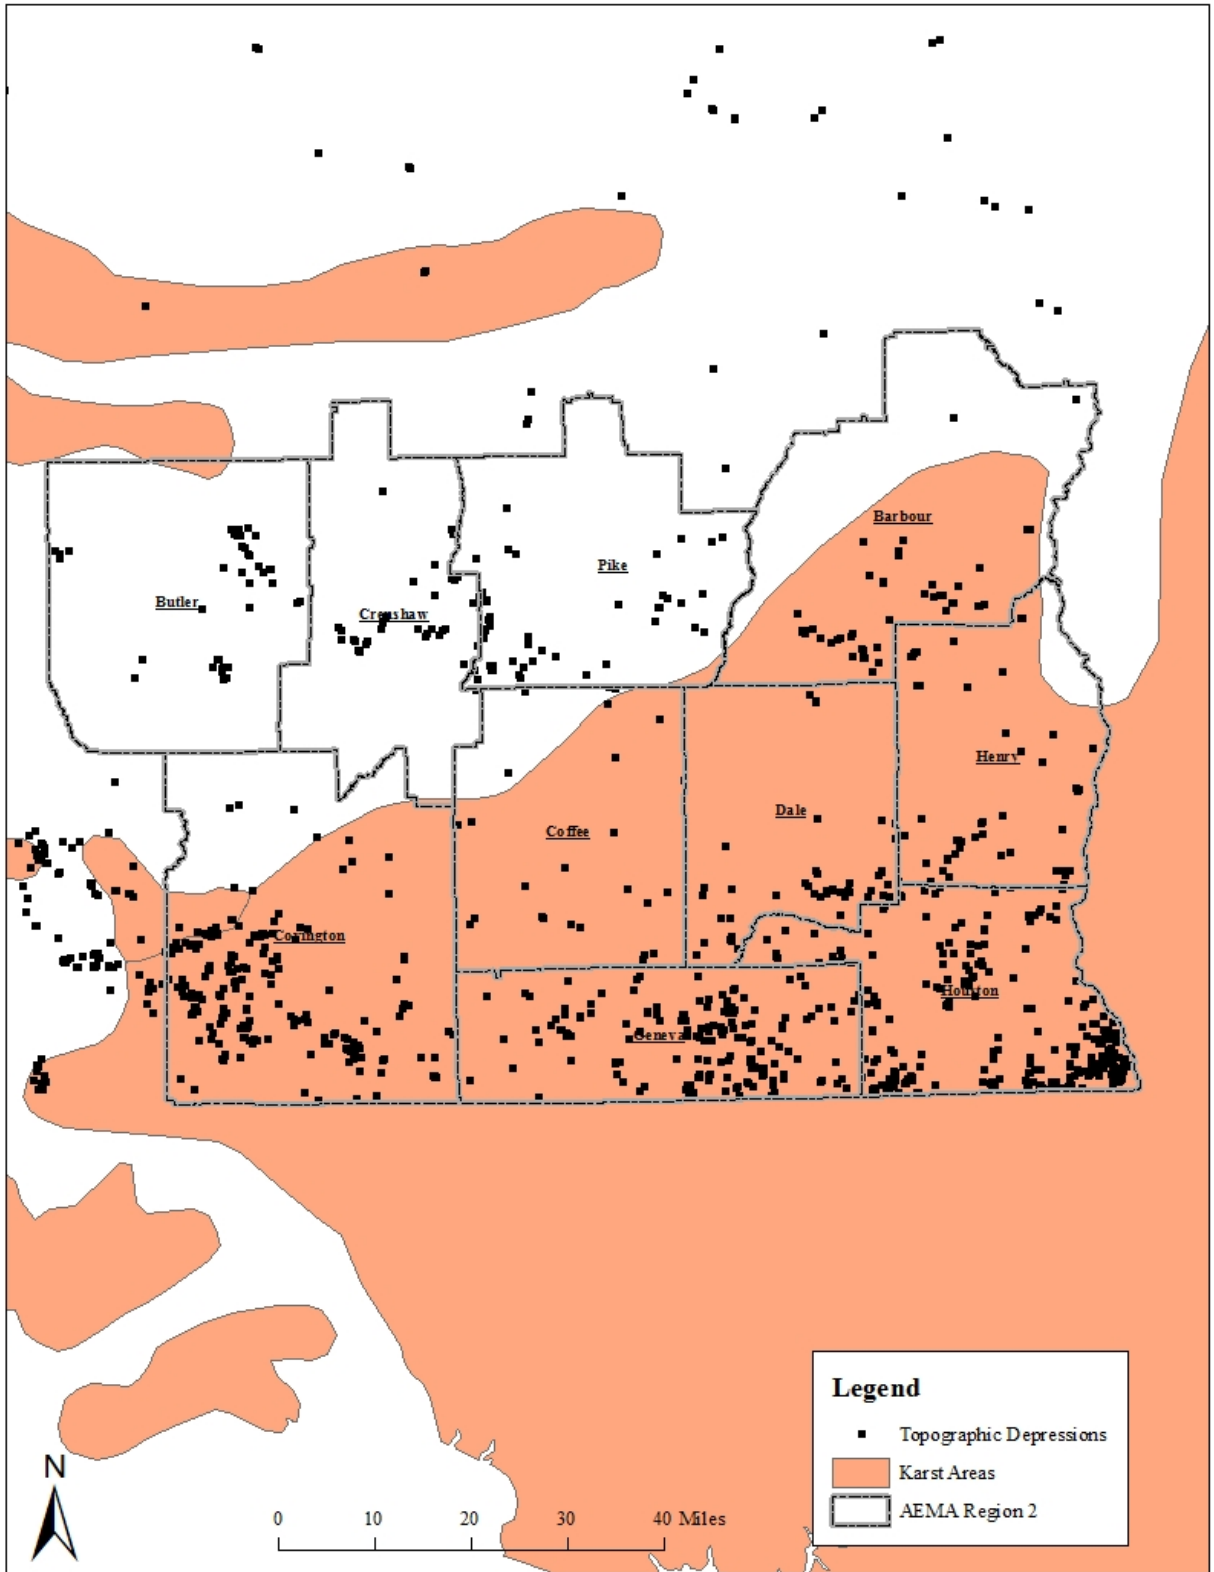 Barbour
Pike
Butler
Crenshaw
Henry
Dale
Coffee
Covington
Houston
Geneva
Legend
Topographic Depressions
Karst Areas
AEMA Region 2
N
0 10 20 30 40 Miles